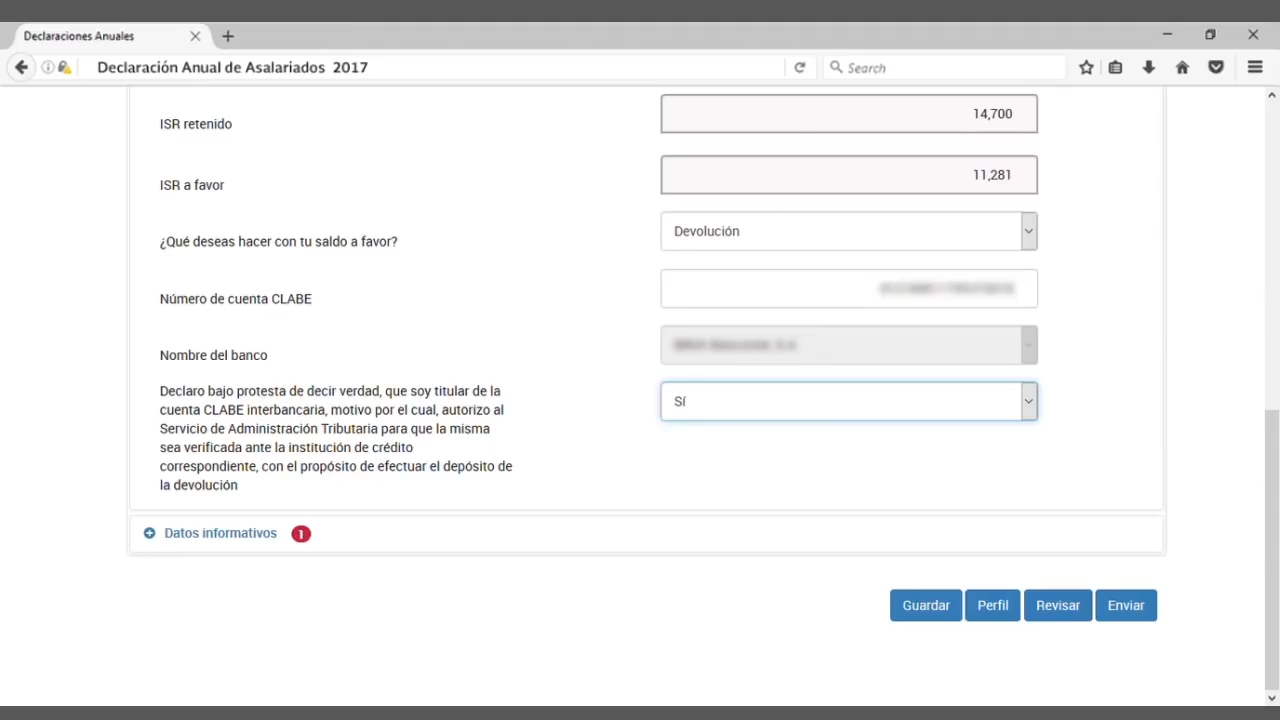 Declaraciones Anuales
Declaración Anual de Asalariados 2017
Search
ISR retenido
14,700
ISR a favor
11,281
¿Qué deseas hacer con tu saldo a favor?
Devolución
Número de cuenta CLABE
Nombre del banco
Declaro bajo protesta de decir verdad, que soy titular de la
cuenta CLABE interbancaria, motivo por el cual, autorizo al
Servicio de Administración Tributaria para que la misma
sea verificada ante la institución de crédito
correspondiente, con el propósito de efectuar el depósito de
la devolución
Sí
Datos informativos 1
Guardar Perfil Revisar Enviar